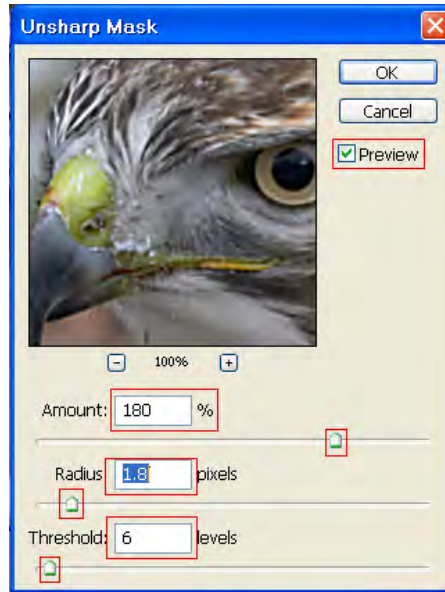 Unsharp Mask
OK
Cancel
Preview
100%
Amount: 180 %
Radius 1.8 pixels
Threshold: 6 levels